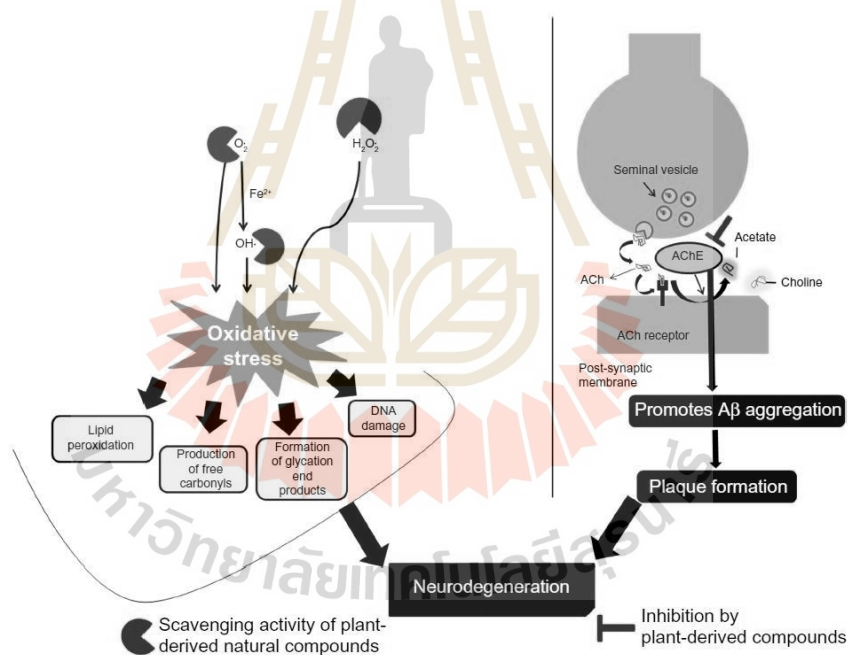 O₂
Fe²⁺
OH·
H₂O₂
Oxidative
stress
Lipid
peroxidation
Production
of free
carbonyls
Formation
of glycation
end
products
DNA
damage
Seminal vesicle
AChE
Acetate
ACh
Choline
ACh receptor
Post-synaptic
membrane
Promotes Aβ aggregation
Plaque formation
Neurodegeneration
Scavenging activity of plant-
derived natural compounds
Inhibition by
plant-derived compounds
มหาวิทยาลัยเทคโนโลยีสุรนารี